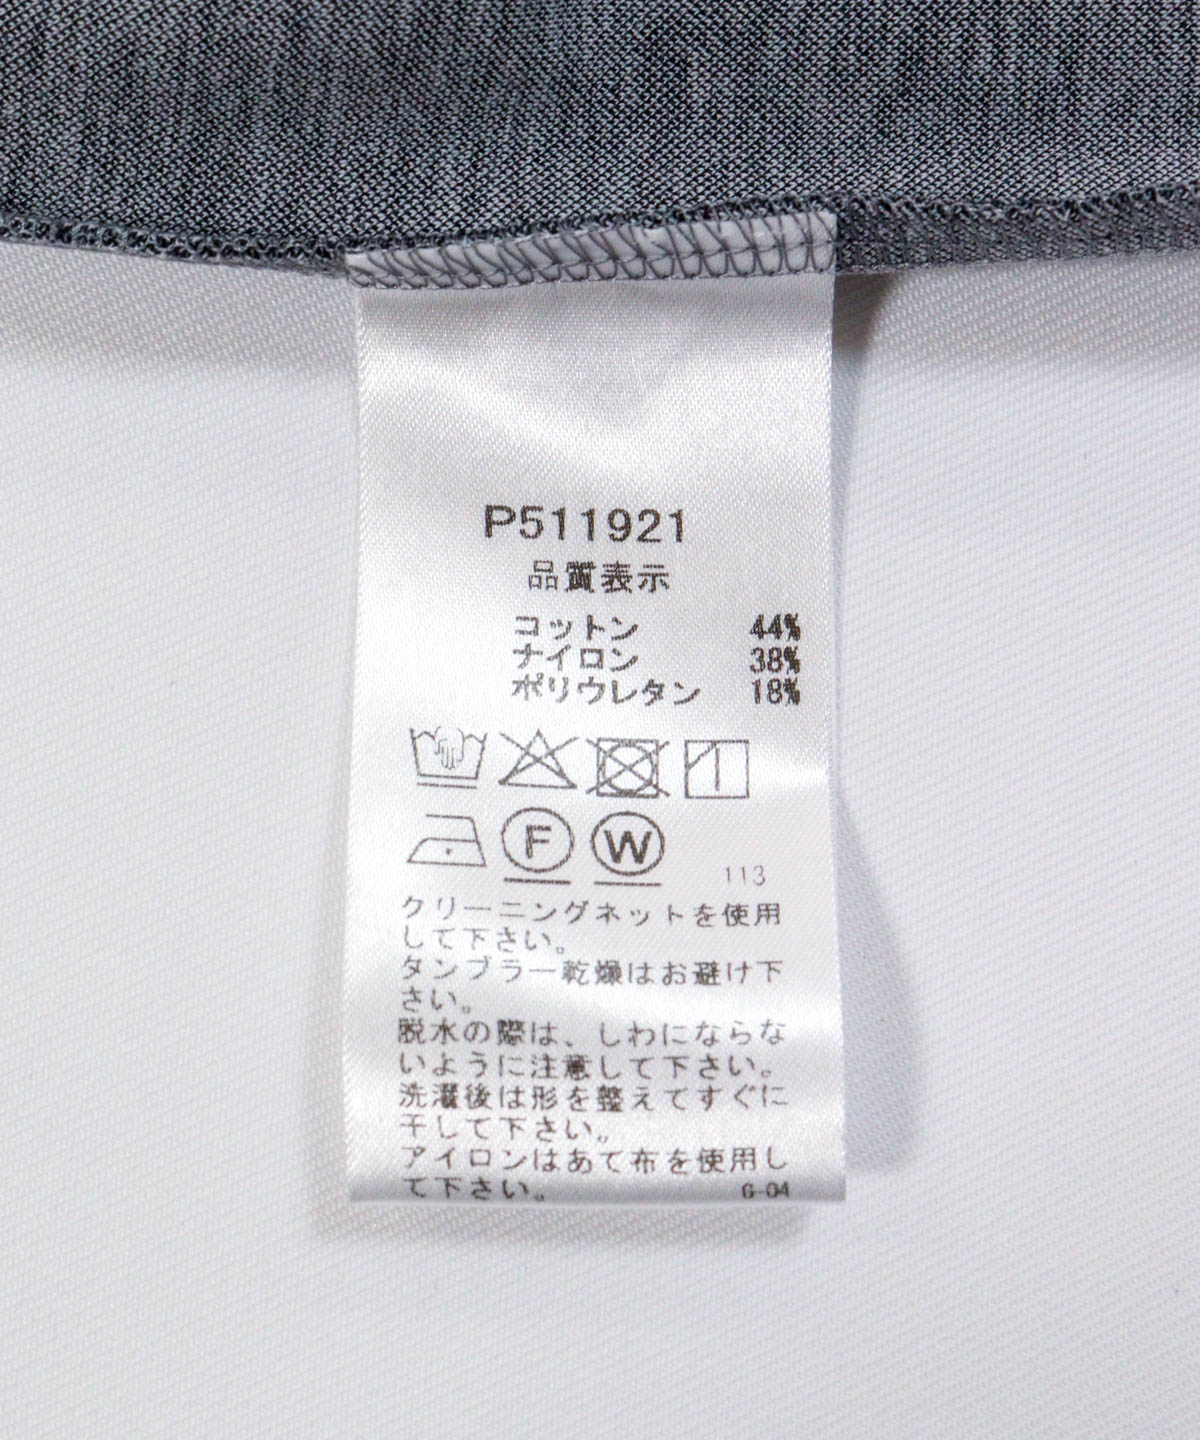 P511921
品質表示
コットン 44%
ナイロン 38%
ポリウレタン 18%
F W 113
クリーニングネットを使用
して下さい。
タンブラー乾燥はお避け下
さい。
脱水の際は、しわにならな
いように注意して下さい。
洗濯後は形を整えてすぐに
干して下さい。
アイロンはあて布を使用し
て下さい。 G-04